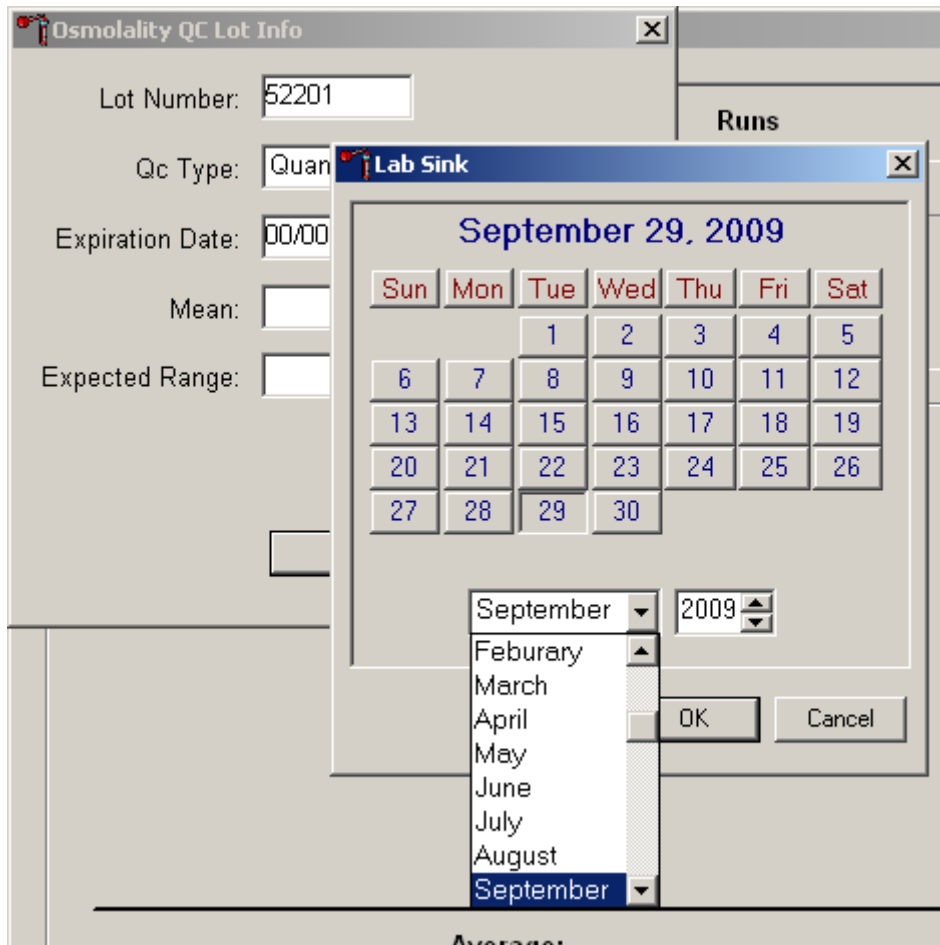 Osmolality QC Lot Info
Lot Number: 52201
Qc Type: Quan
Expiration Date: 00/00
Mean:
Expected Range:
Runs
Lab Sink
September 29, 2009
Sun Mon Tue Wed Thu Fri Sat
1 2 3 4 5
6 7 8 9 10 11 12
13 14 15 16 17 18 19
20 21 22 23 24 25 26
27 28 29 30
September 2009
Feburary
March
April
May
June
July
August
September
OK Cancel
Average: